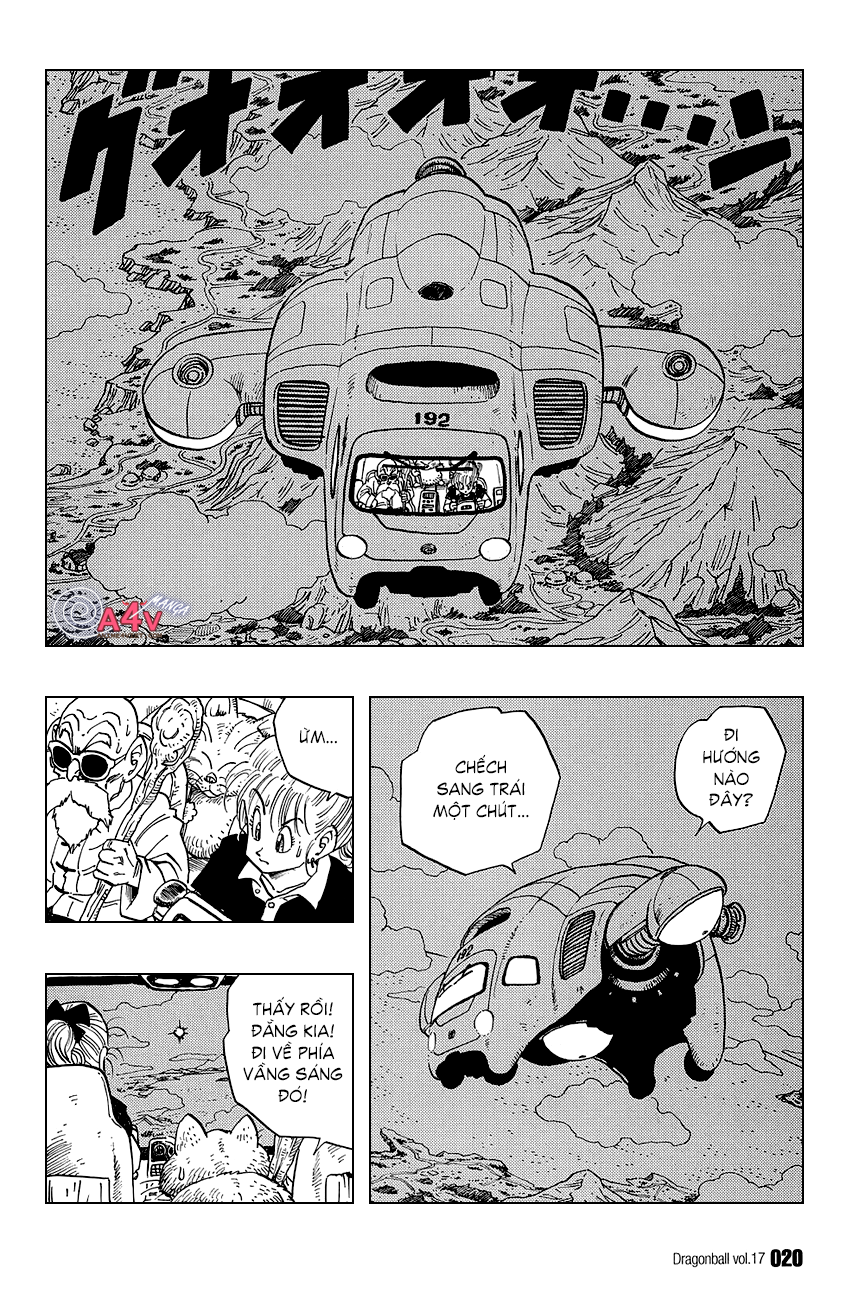 グオオオオ・・・・ン
192
A4V
MANGA
ĐI
HƯỚNG
NÀO
ĐÂY?
CHẾCH
SANG TRÁI
MỘT CHÚT...
192
ỪM...
THẤY RỒI!
ĐẰNG KIA!
ĐI VỀ PHÍA
VẦNG SÁNG
ĐÓ!
Dragonball vol.17 020